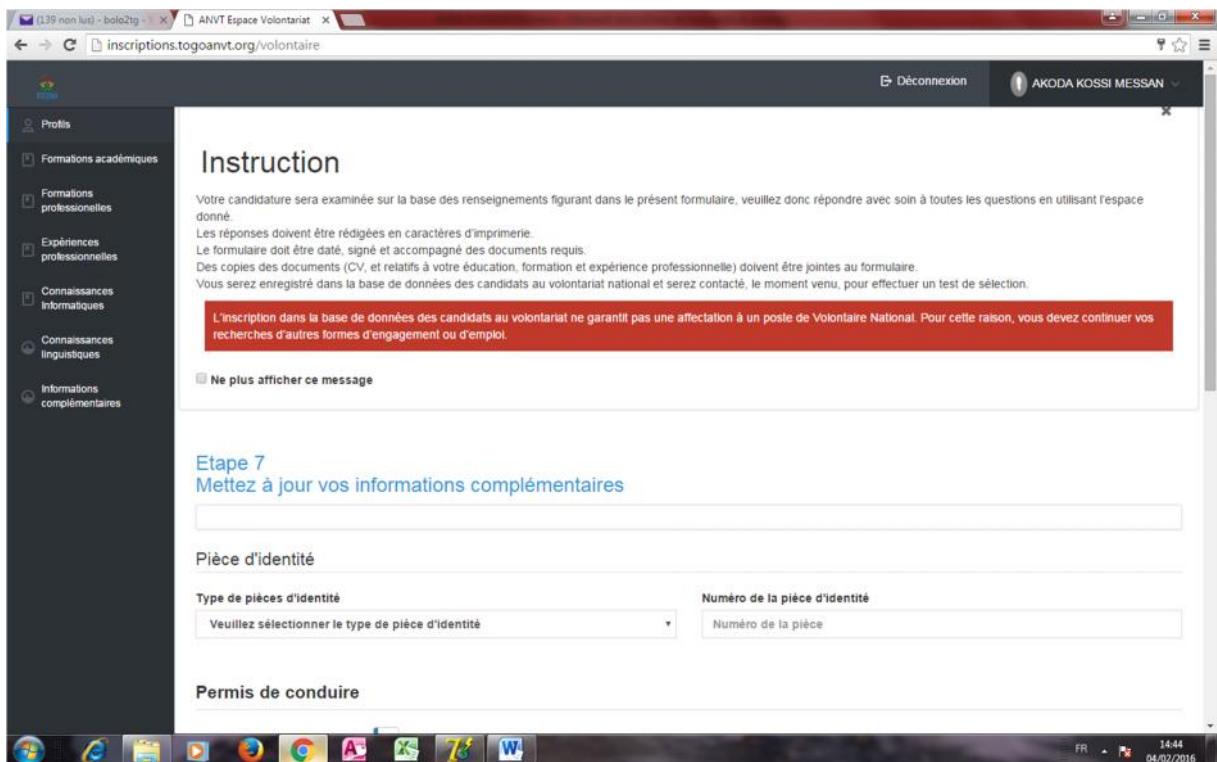 (139 non lus) - bolo2tg -
ANVT Espace Volontariat
inscriptions.togoanvt.org/volontaire
Déconnexion
AKODA KOSSI MESSAN
Profils
Formations académiques
Formations
professionelles
Expériences
professionnelles
Connaissances
Informatiques
Connaissances
linguistiques
Informations
complémentaires
Instruction
Votre candidature sera examinée sur la base des renseignements figurant dans le présent formulaire, veuillez donc répondre avec soin à toutes les questions en utilisant l'espace
donné.
Les réponses doivent être rédigées en caractères d'imprimerie.
Le formulaire doit être daté, signé et accompagné des documents requis.
Des copies des documents (CV, et relatifs à votre éducation, formation et expérience professionnelle) doivent être jointes au formulaire.
Vous serez enregistré dans la base de données des candidats au volontariat national et serez contacté, le moment venu, pour effectuer un test de sélection.
L'inscription dans la base de données des candidats au volontariat ne garantit pas une affectation à un poste de Volontaire National. Pour cette raison, vous devez continuer vos
recherches d'autres formes d'engagement ou d'emploi.
Ne plus afficher ce message
Etape 7
Mettez à jour vos informations complémentaires
Pièce d'identité
Type de pièces d'identité
Numéro de la pièce d'identité
Veuillez sélectionner le type de pièce d'identité
Numéro de la pièce
Permis de conduire
FR
14:44
04/02/2016